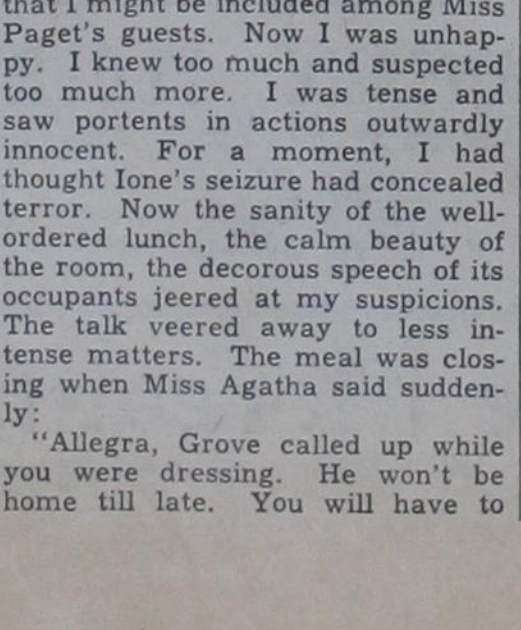 that I might be included among Miss
Paget's guests. Now I was unhap-
py. I knew too much and suspected
too much more. I was tense and
saw portents in actions outwardly
innocent. For a moment, I had
thought Ione's seizure had concealed
terror. Now the sanity of the well-
ordered lunch, the calm beauty of
the room, the decorous speech of its
occupants jeered at my suspicions.
The talk veered away to less in-
tense matters. The meal was clos-
ing when Miss Agatha said sudden-
ly:
"Allegra, Grove called up while
you were dressing. He won't be
home till late. You will have to